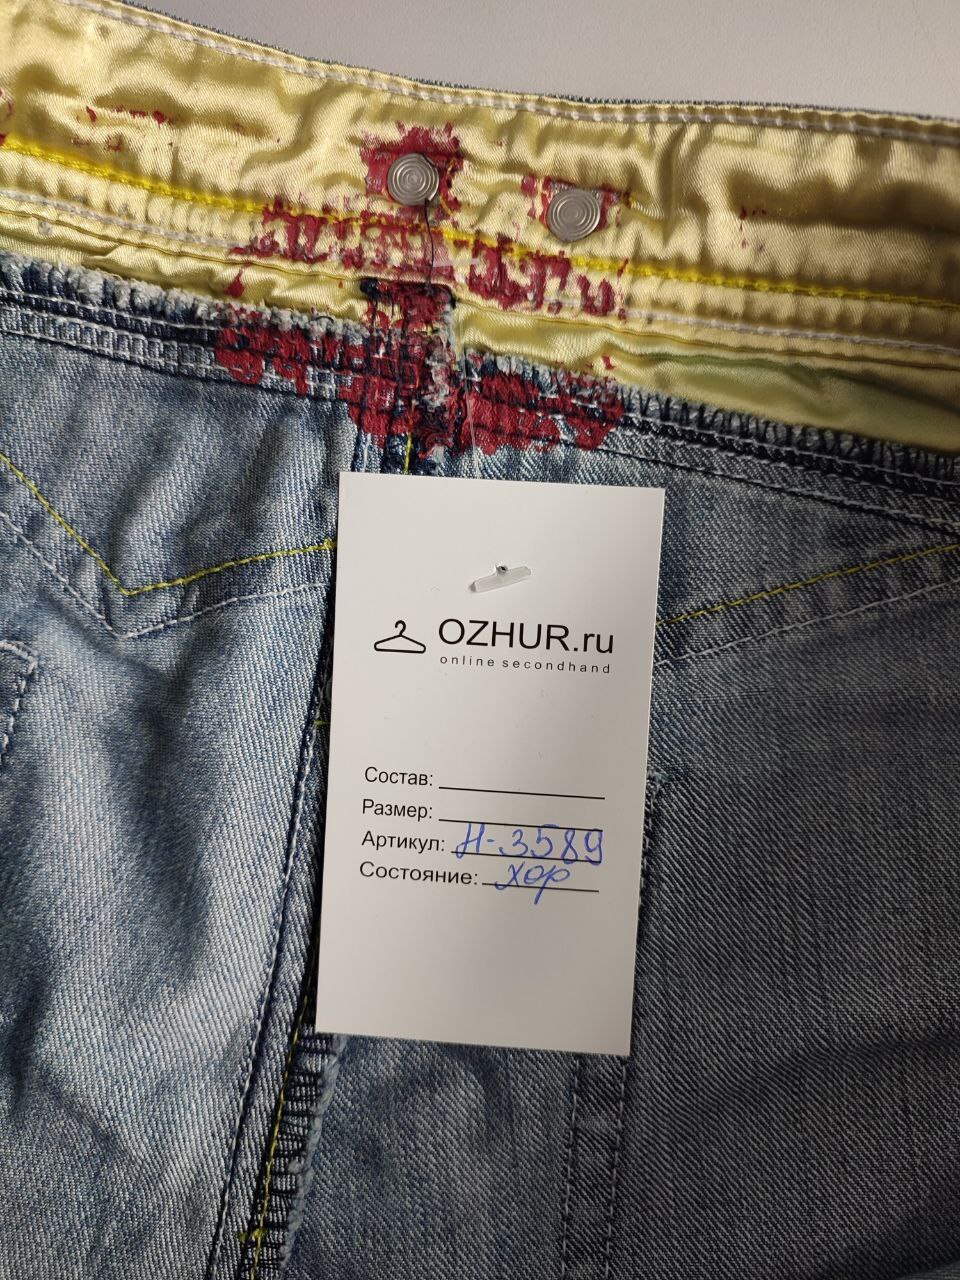 OZHUR.ru
online secondhand
Состав:
Размер:
Артикул: Н-3589
Состояние: хор